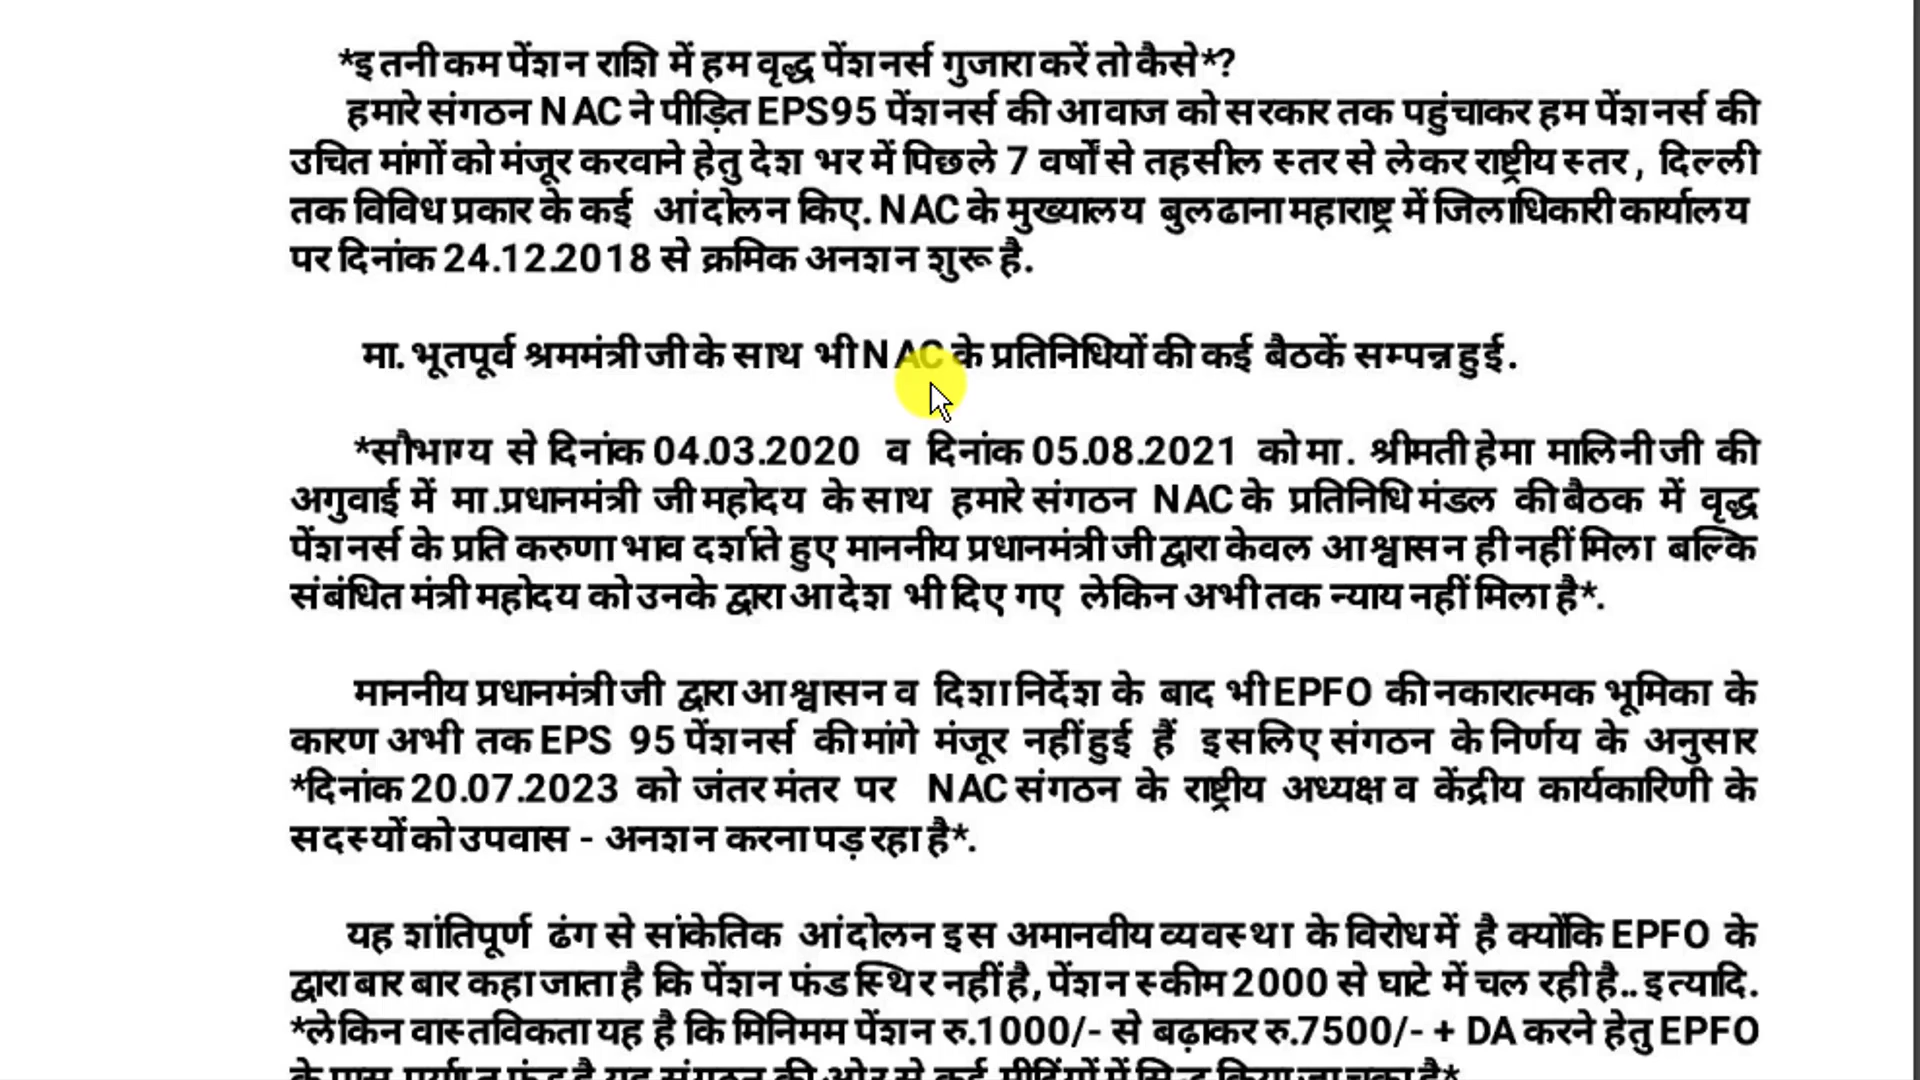 *इतनी कम पेंशन राशि में हम वृद्ध पेंशनर्स गुजारा करें तो कैसे*?
हमारे संगठन NAC ने पीड़ित EPS95 पेंशनर्स की आवाज को सरकार तक पहुंचाकर हम पेंशनर्स की
उचित मांगों को मंजूर करवाने हेतु देश भर में पिछले 7 वर्षों से तहसील स्तर से लेकर राष्ट्रीय स्तर, दिल्ली
तक विविध प्रकार के कई आंदोलन किए. NAC के मुख्यालय बुलढाना महाराष्ट्र में जिलाधिकारी कार्यालय
पर दिनांक 24.12.2018 से क्रमिक अनशन शुरू है.
मा. भूतपूर्व श्रममंत्री जी के साथ भी NAC के प्रतिनिधियों की कई बैठकें सम्पन्न हुई.
*सौभाग्य से दिनांक 04.03.2020 व दिनांक 05.08.2021 को मा. श्रीमती हेमा मालिनी जी की
अगुवाई में मा.प्रधानमंत्री जी महोदय के साथ हमारे संगठन NAC के प्रतिनिधि मंडल की बैठक में वृद्ध
पेंशनर्स के प्रति करुणा भाव दर्शाते हुए माननीय प्रधानमंत्री जी द्वारा केवल आश्वासन ही नहीं मिला बल्कि
संबंधित मंत्री महोदय को उनके द्वारा आदेश भी दिए गए लेकिन अभी तक न्याय नहीं मिला है*.
माननीय प्रधानमंत्री जी द्वारा आश्वासन व दिशा निर्देश के बाद भी EPFO की नकारात्मक भूमिका के
कारण अभी तक EPS 95 पेंशनर्स की मांगे मंजूर नहीं हुई हैं इसलिए संगठन के निर्णय के अनुसार
*दिनांक 20.07.2023 को जंतर मंतर पर NAC संगठन के राष्ट्रीय अध्यक्ष व केंद्रीय कार्यकारिणी के
सदस्यों को उपवास - अनशन करना पड़ रहा है*.
यह शांतिपूर्ण ढंग से सांकेतिक आंदोलन इस अमानवीय व्यवस्था के विरोध में है क्योंकि EPFO के
द्वारा बार बार कहा जाता है कि पेंशन फंड स्थिर नहीं है, पेंशन स्कीम 2000 से घाटे में चल रही है.. इत्यादि.
*लेकिन वास्तविकता यह है कि मिनिमम पेंशन रु.1000/- से बढ़ाकर रु.7500/- + DA करने हेतु EPFO
के पास पर्याप्त फंड है यह संगठन की ओर से कई मीटिंगों में सिद्ध किया जा चुका है*